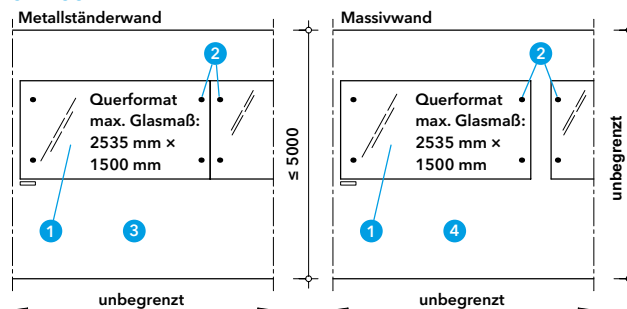 Metallständerwand
2
Querformat
max. Glasmaß:
2535 mm ×
1500 mm
1
3
unbegrenzt
≤ 5000
Massivwand
2
Querformat
max. Glasmaß:
2535 mm ×
1500 mm
1
4
unbegrenzt
unbegrenzt